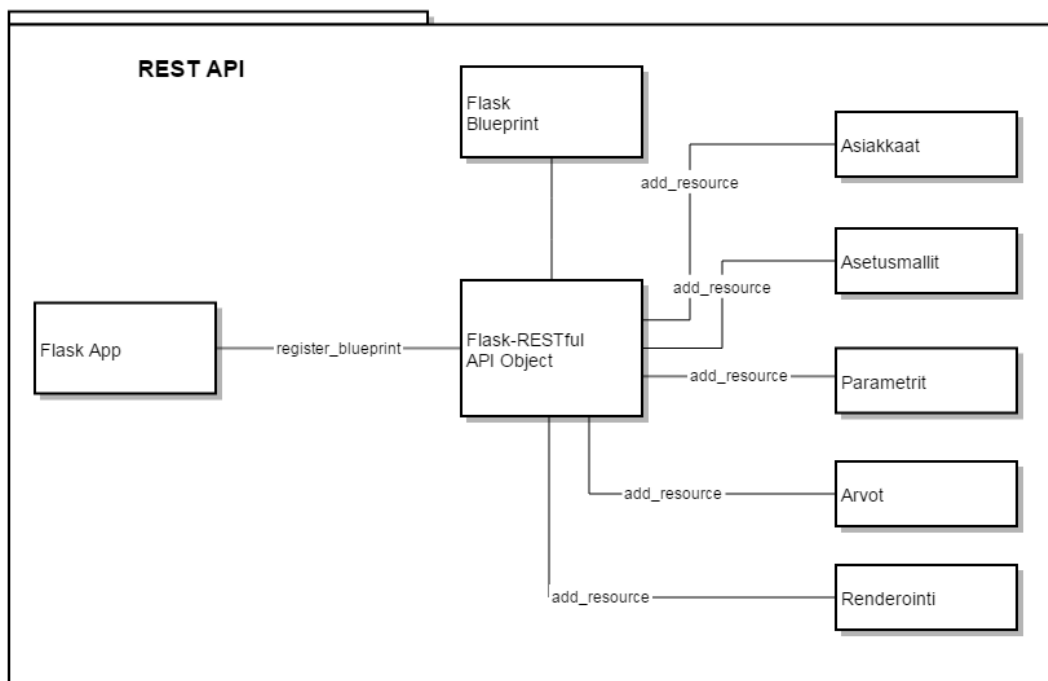 REST API
Flask
Blueprint
Asiakkaat
add_resource
Asetusmallit
add_resource
Flask App
register_blueprint
Flask-RESTful
API Object
add_resource
Parametrit
add_resource
Arvot
add_resource
Renderointi